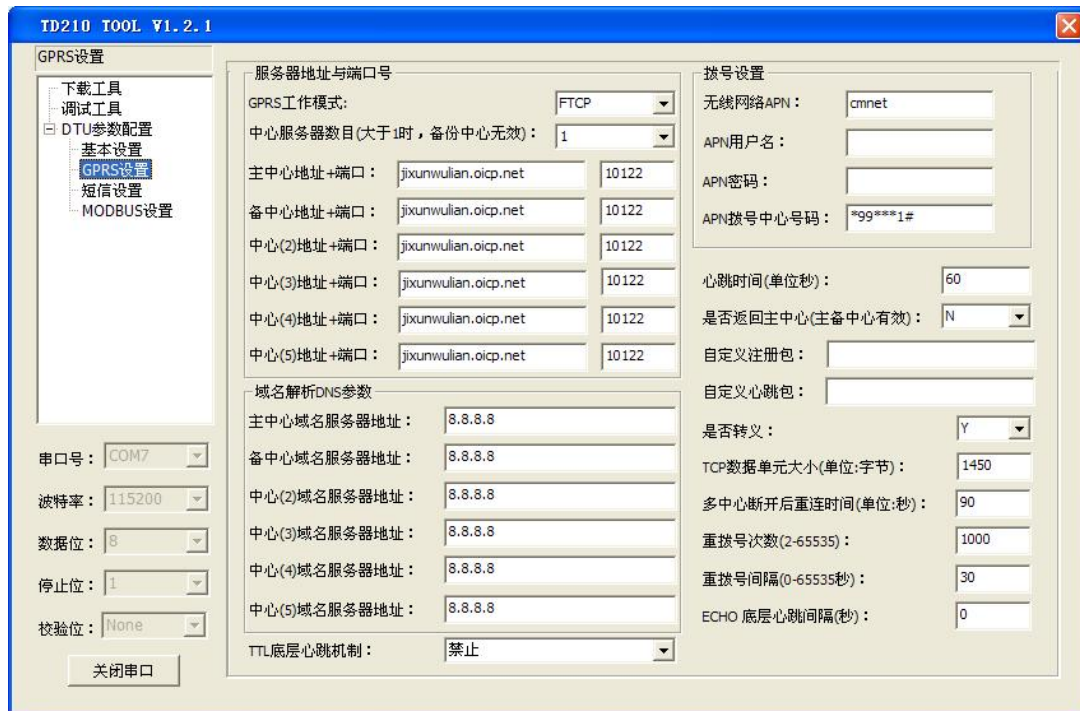 TD210 TOOL V1.2.1
GPRS设置
下载工具
调试工具
DTU参数配置
基本设置
GPRS设置
短信设置
MODBUS设置
串口号： COM7
波特率： 115200
数据位： 8
停止位： 1
校验位： None
关闭串口
服务器地址与端口号
GPRS工作模式: FTCP
中心服务器数目(大于1时，备份中心无效)： 1
主中心地址+端口： jixunwulian.oicp.net 10122
备中心地址+端口： jixunwulian.oicp.net 10122
中心(2)地址+端口： jixunwulian.oicp.net 10122
中心(3)地址+端口： jixunwulian.oicp.net 10122
中心(4)地址+端口： jixunwulian.oicp.net 10122
中心(5)地址+端口： jixunwulian.oicp.net 10122
域名解析DNS参数
主中心域名服务器地址： 8.8.8.8
备中心域名服务器地址： 8.8.8.8
中心(2)域名服务器地址： 8.8.8.8
中心(3)域名服务器地址： 8.8.8.8
中心(4)域名服务器地址： 8.8.8.8
中心(5)域名服务器地址： 8.8.8.8
TTL底层心跳机制： 禁止
拨号设置
无线网络APN： cmnet
APN用户名：
APN密码：
APN拨号中心号码： *99***1#
心跳时间(单位秒)： 60
是否返回主中心(主备中心有效)： N
自定义注册包：
自定义心跳包：
是否转义： Y
TCP数据单元大小(单位:字节)： 1450
多中心断开后重连时间(单位:秒)： 90
重拨号次数(2-65535)： 1000
重拨号间隔(0-65535秒)： 30
ECHO 底层心跳间隔(秒)： 0